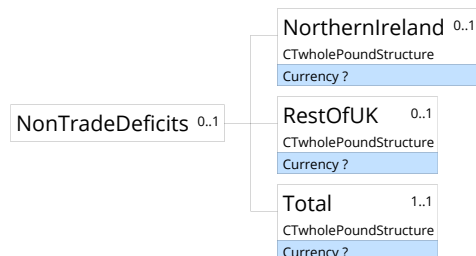 NorthernIreland 0..1
CTwholePoundStructure
Currency ?
NonTradeDeficits 0..1
RestOfUK 0..1
CTwholePoundStructure
Currency ?
Total 1..1
CTwholePoundStructure
Currency ?